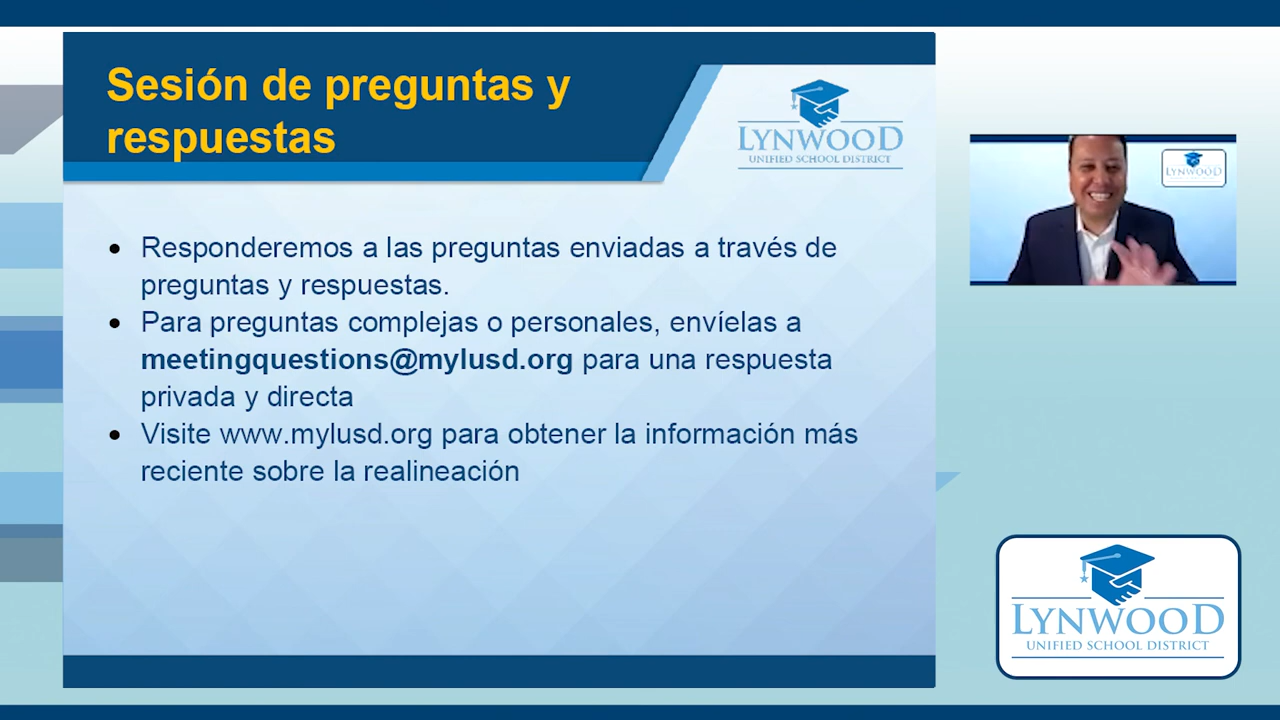 Sesión de preguntas y
respuestas
LYNWOOD
UNIFIED SCHOOL DISTRICT
• Responderemos a las preguntas enviadas a través de
preguntas y respuestas.
• Para preguntas complejas o personales, envíelas a
meetingquestions@mylusd.org para una respuesta
privada y directa
• Visite www.mylusd.org para obtener la información más
reciente sobre la realineación
LYNWOOD
LYNWOOD
UNIFIED SCHOOL DISTRICT